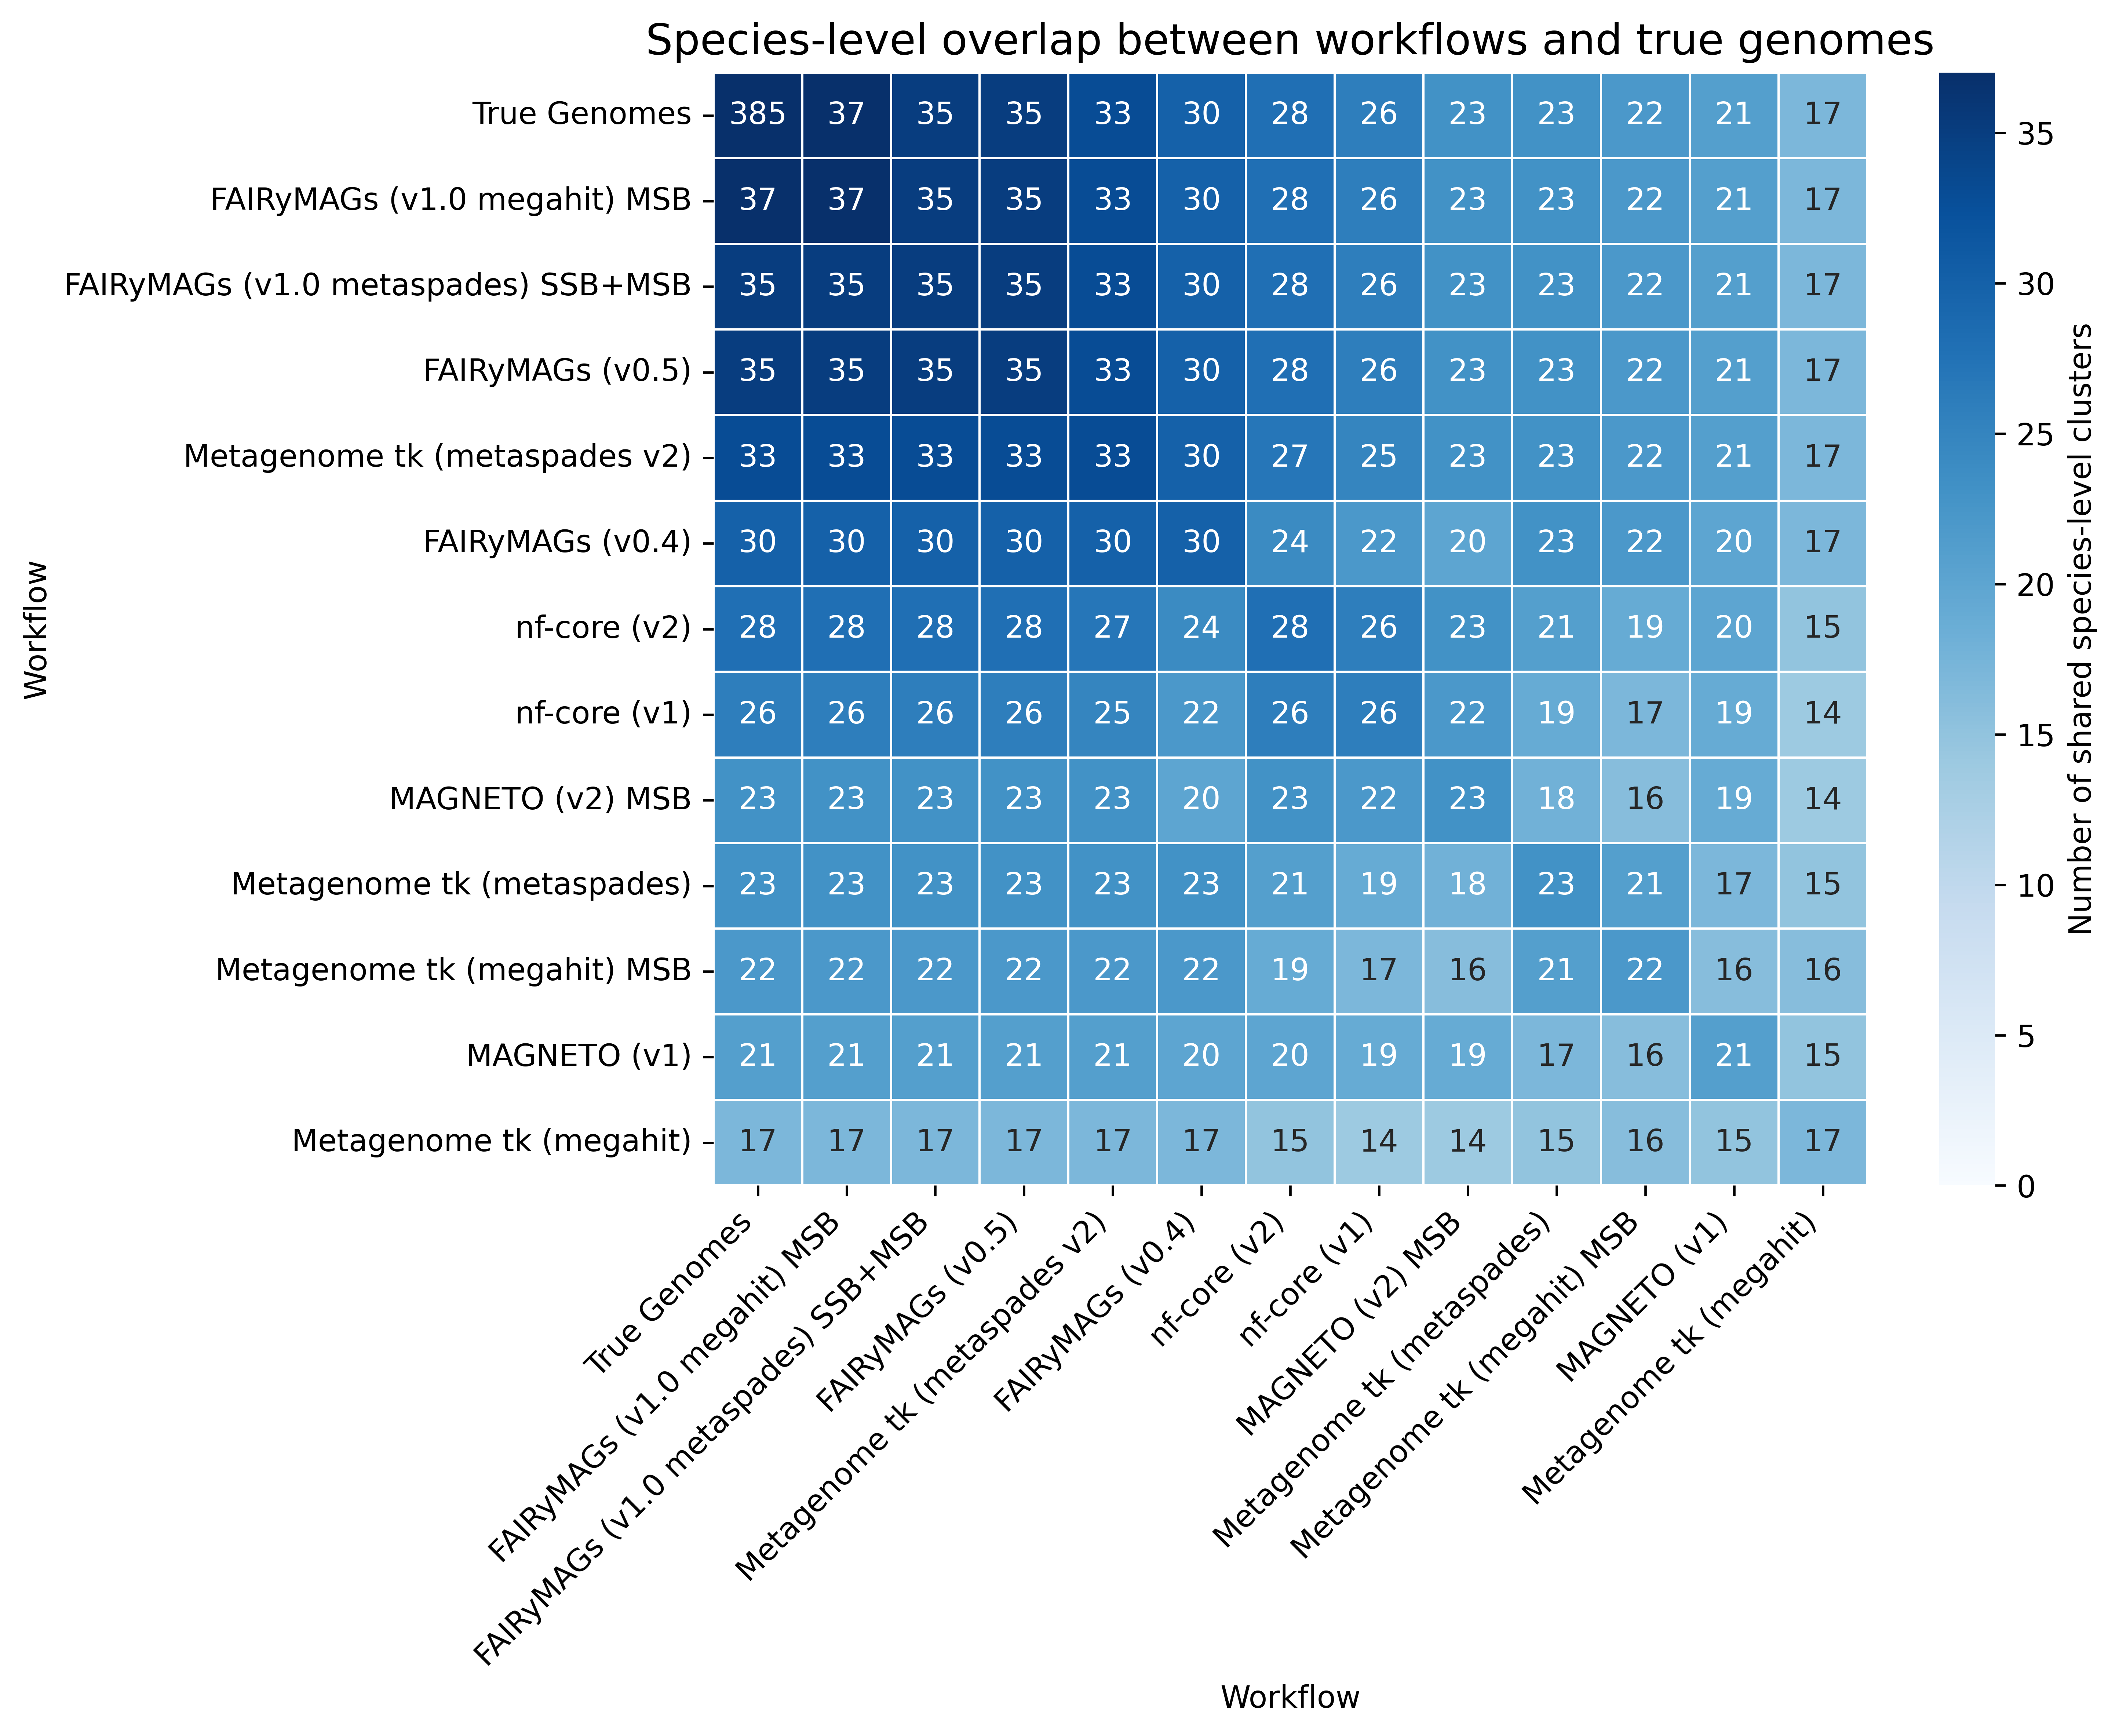 Species-level overlap between workflows and true genomes
True Genomes 385 37 35 35 33 30 28 26 23 23 22 21 17
FAIRyMAGs (v1.0 megahit) MSB 37 37 35 35 33 30 28 26 23 23 22 21 17
FAIRyMAGs (v1.0 metaspades) SSB+MSB 35 35 35 35 33 30 28 26 23 23 22 21 17
FAIRyMAGs (v0.5) 35 35 35 35 33 30 28 26 23 23 22 21 17
Metagenome tk (metaspades v2) 33 33 33 33 33 30 27 25 23 23 22 21 17
FAIRyMAGs (v0.4) 30 30 30 30 30 30 24 22 20 23 22 20 17
nf-core (v2) 28 28 28 28 27 24 28 26 23 21 19 20 15
nf-core (v1) 26 26 26 26 25 22 26 26 22 19 17 19 14
MAGNETO (v2) MSB 23 23 23 23 23 20 23 22 23 18 16 19 14
Metagenome tk (metaspades) 23 23 23 23 23 23 21 19 18 23 21 17 15
Metagenome tk (megahit) MSB 22 22 22 22 22 22 19 17 16 21 22 16 16
MAGNETO (v1) 21 21 21 21 21 20 20 19 19 17 16 21 15
Metagenome tk (megahit) 17 17 17 17 17 17 15 14 14 15 16 15 17
Workflow
True Genomes
FAIRyMAGs (v1.0 megahit) MSB
FAIRyMAGs (v1.0 metaspades) SSB+MSB
FAIRyMAGs (v0.5)
Metagenome tk (metaspades v2)
FAIRyMAGs (v0.4)
nf-core (v2)
nf-core (v1)
MAGNETO (v2) MSB
Metagenome tk (metaspades)
Metagenome tk (megahit) MSB
MAGNETO (v1)
Metagenome tk (megahit)
Workflow
35
30
25
20
15
10
5
0
Number of shared species-level clusters